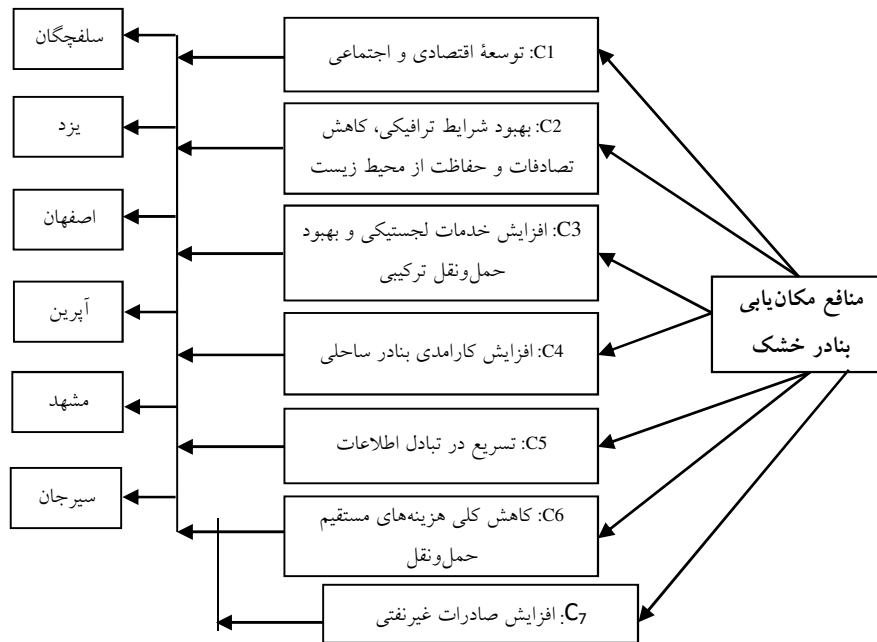 منافع مکان‌یابی
بنادر خشک
C1: توسعهٔ اقتصادی و اجتماعی
C2: بهبود شرایط ترافیکی، کاهش
تصادفات و حفاظت از محیط زیست
C3: افزایش خدمات لجستیکی و بهبود
حمل‌ونقل ترکیبی
C4: افزایش کارامدی بنادر ساحلی
C5: تسریع در تبادل اطلاعات
C6: کاهش کلی هزینه‌های مستقیم
حمل‌ونقل
C7: افزایش صادرات غیرنفتی
سلفچگان
یزد
اصفهان
آپرین
مشهد
سیرجان